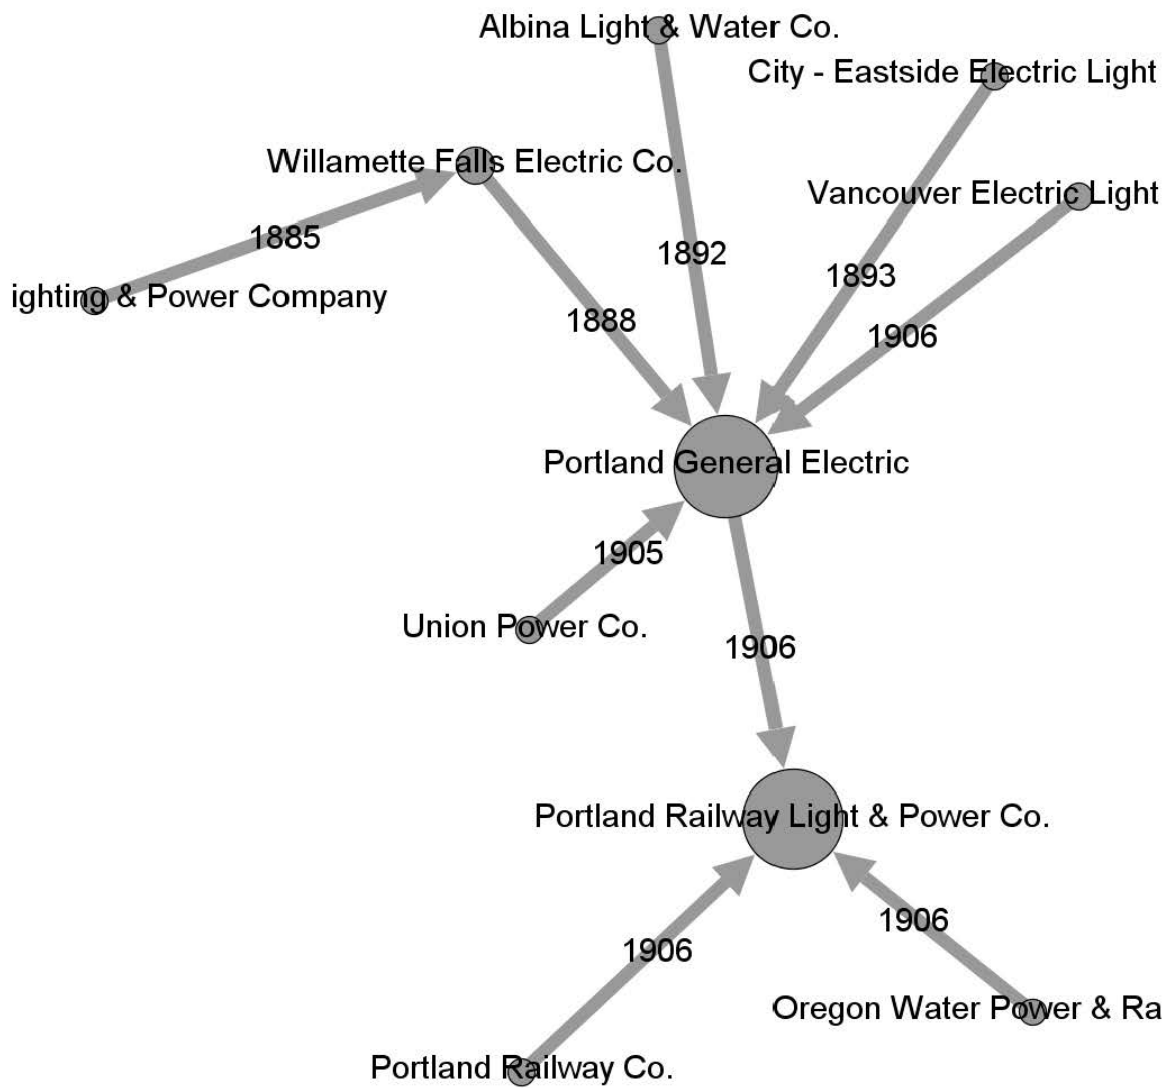 Albina Light & Water Co.
City - Eastside Electric Light
Willamette Falls Electric Co.
Vancouver Electric Light
1885
1892
1893
ighting & Power Company
1888
1906
Portland General Electric
1905
Union Power Co.
1906
Portland Railway Light & Power Co.
1906
1906
Oregon Water Power & Ra
Portland Railway Co.